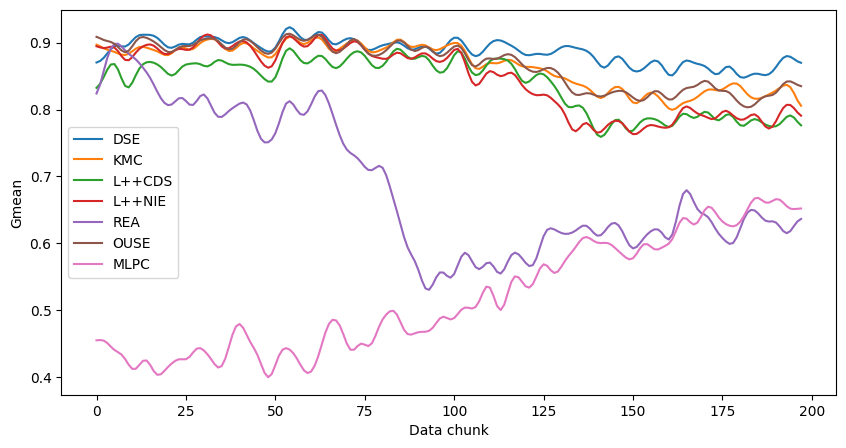 Gmean
0.9
0.8
0.7
0.6
0.5
0.4
DSE
KMC
L++CDS
L++NIE
REA
OUSE
MLPC
0 25 50 75 100 125 150 175 200
Data chunk